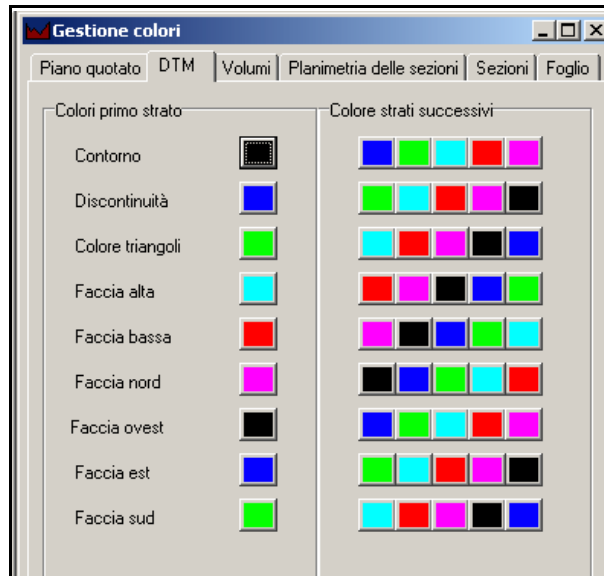 Gestione colori
Piano quotato DTM Volumi Planimetria delle sezioni Sezioni Foglio
Colori primo strato Colore strati successivi
Contorno
Discontinuità
Colore triangoli
Faccia alta
Faccia bassa
Faccia nord
Faccia ovest
Faccia est
Faccia sud